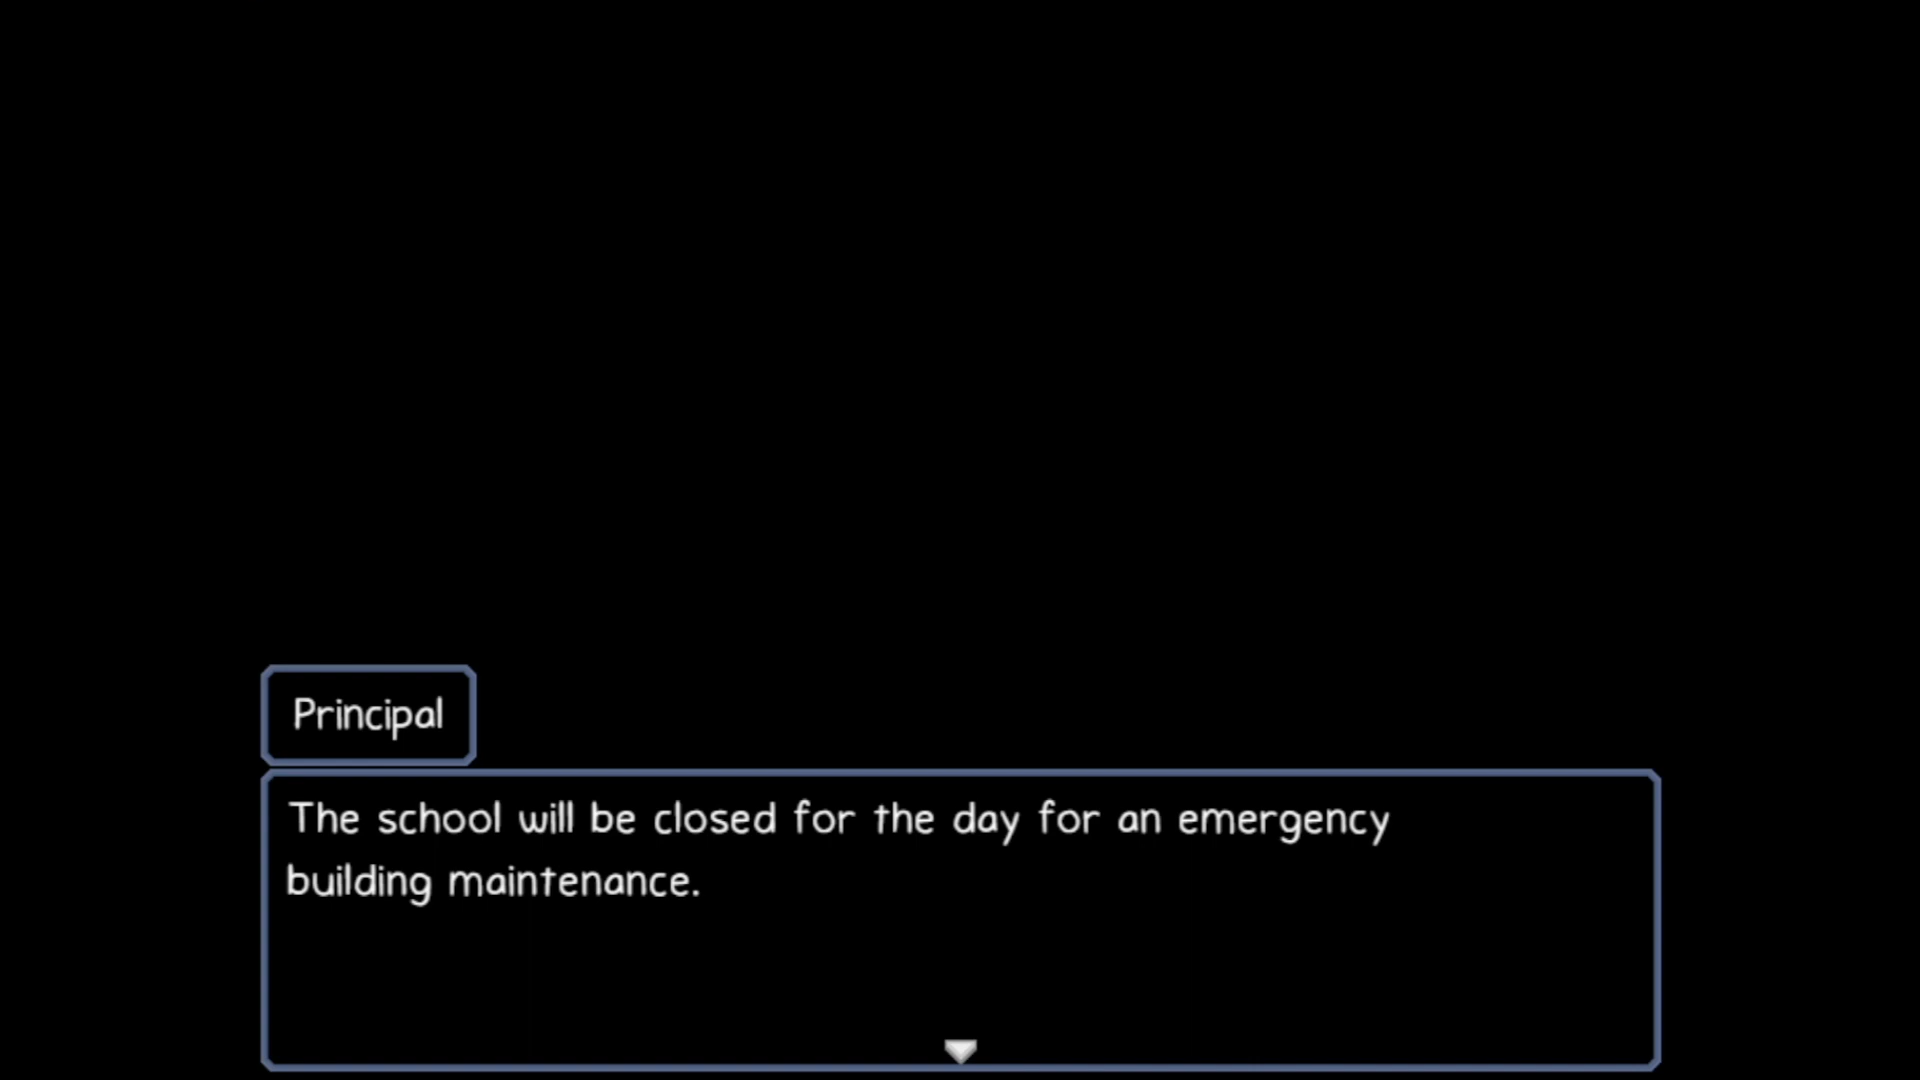 Principal
The school will be closed for the day for an emergency
building maintenance.